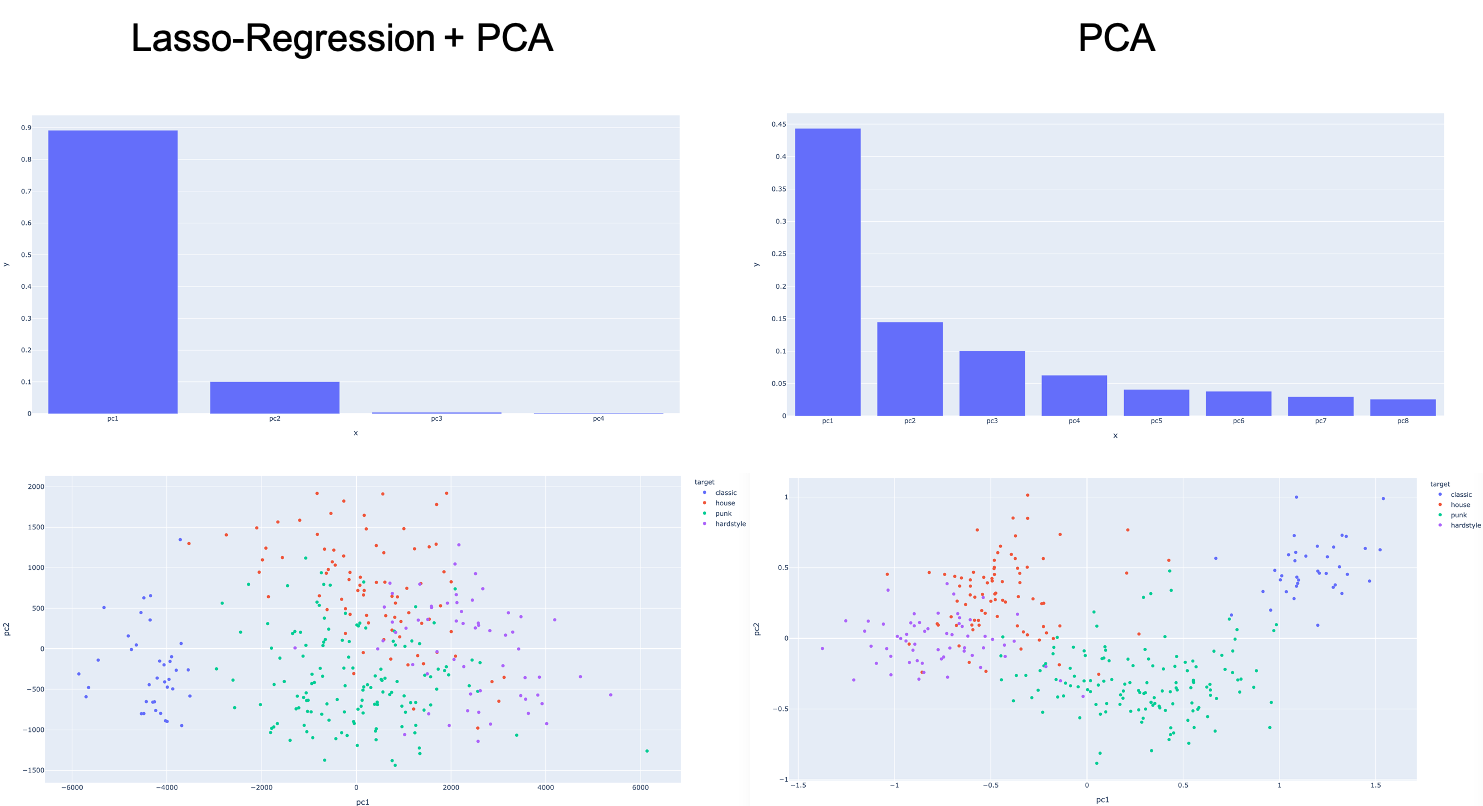 Lasso-Regression + PCA
PCA
0.9
0.8
0.7
0.6
0.5
0.4
0.3
0.2
0.1
0
y
pc1 pc2 pc3 pc4
x
0.45
0.4
0.35
0.3
0.25
0.2
0.15
0.1
0.05
0
y
pc1 pc2 pc3 pc4 pc5 pc6 pc7 pc8
x
2000
1500
1000
500
0
−500
−1000
−1500
pc2
−6000 −4000 −2000 0 2000 4000 6000
pc1
target
classic
house
punk
hardstyle
1
0.5
0
−0.5
−1
pc2
−1.5 −1 −0.5 0 0.5 1 1.5
pc1
target
classic
house
punk
hardstyle